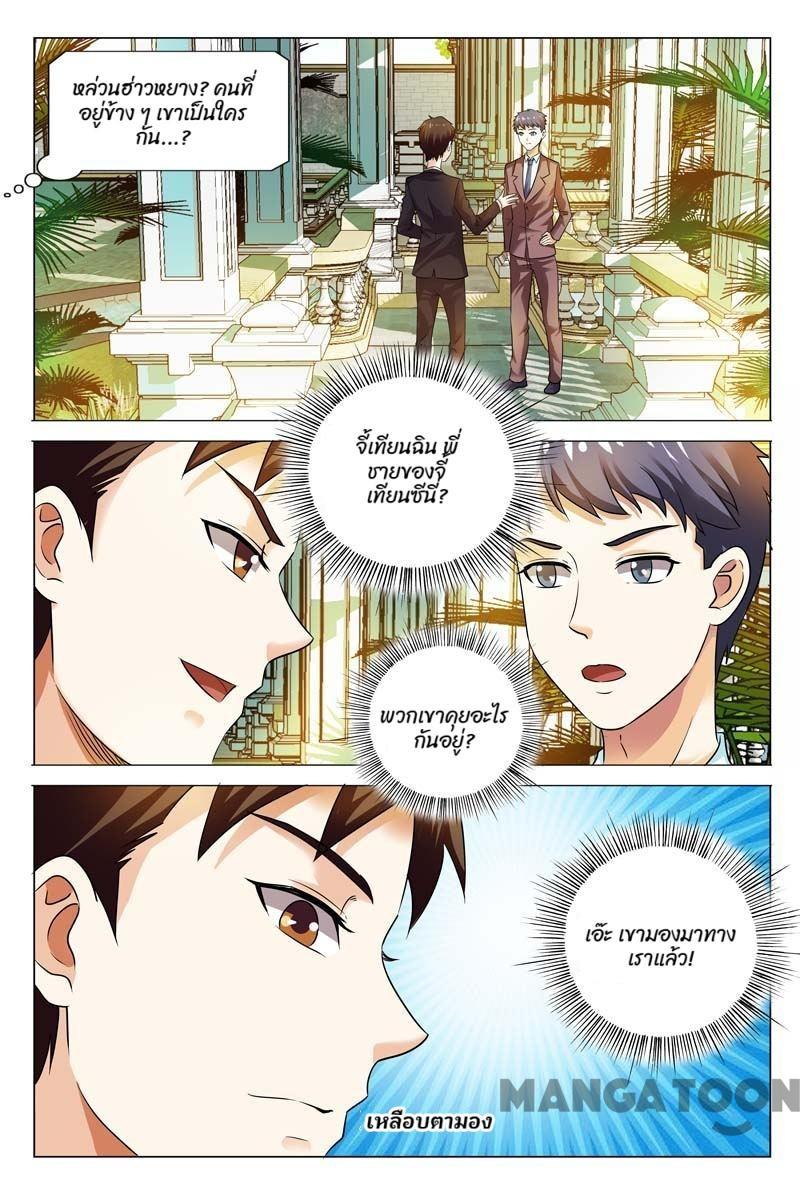 หล่วนฮ่าวหยาง? คนที่
อยู่ข้าง ๆ เขาเป็นใคร
กัน...?
จี้เทียนฉิน พี่
ชายของจี้
เทียนซีนี่?
พวกเขาคุยอะไร
กันอยู่?
เอ๊ะ เขามองมาทาง
เราแล้ว!
เหลือบตามอง
MANGATOON